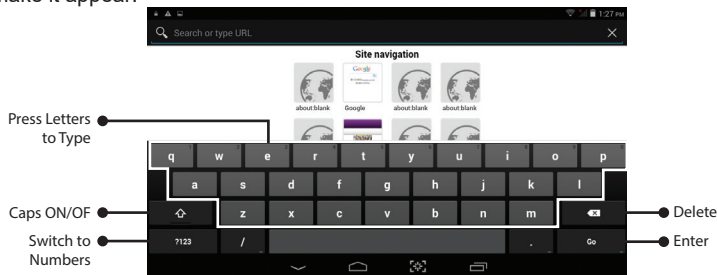 make it appear.
1:27 PM
Search or type URL
Site navigation
Google
about:blank Google about:blank about:blank
Press Letters
to Type
q w e r t y u i o p
a s d f g h j k l
Caps ON/OF
z x c v b n m
Delete
Switch to
Numbers
?123 / . Go
Enter